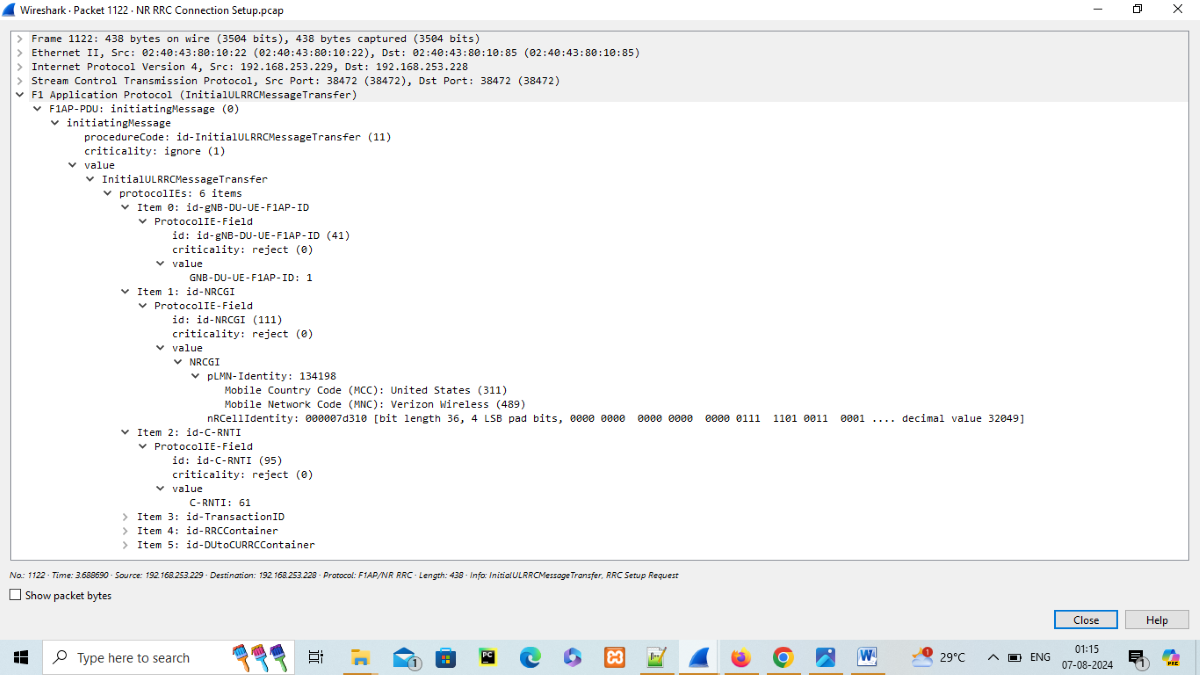 Wireshark · Packet 1122 · NR RRC Connection Setup.pcap
Frame 1122: 438 bytes on wire (3504 bits), 438 bytes captured (3504 bits)
Ethernet II, Src: 02:40:43:80:10:22 (02:40:43:80:10:22), Dst: 02:40:43:80:10:85 (02:40:43:80:10:85)
Internet Protocol Version 4, Src: 192.168.253.229, Dst: 192.168.253.228
Stream Control Transmission Protocol, Src Port: 38472 (38472), Dst Port: 38472 (38472)
F1 Application Protocol (InitialULRRCMessageTransfer)
F1AP-PDU: initiatingMessage (0)
initiatingMessage
procedureCode: id-InitialULRRCMessageTransfer (11)
criticality: ignore (1)
value
InitialULRRCMessageTransfer
protocolIEs: 6 items
Item 0: id-gNB-DU-UE-F1AP-ID
ProtocolIE-Field
id: id-gNB-DU-UE-F1AP-ID (41)
criticality: reject (0)
value
GNB-DU-UE-F1AP-ID: 1
Item 1: id-NRCGI
ProtocolIE-Field
id: id-NRCGI (111)
criticality: reject (0)
value
NRCGI
pLMN-Identity: 134198
Mobile Country Code (MCC): United States (311)
Mobile Network Code (MNC): Verizon Wireless (489)
nRCellIdentity: 000007d310 [bit length 36, 4 LSB pad bits, 0000 0000 0000 0000 0000 0111 1101 0011 0001 .... decimal value 32049]
Item 2: id-C-RNTI
ProtocolIE-Field
id: id-C-RNTI (95)
criticality: reject (0)
value
C-RNTI: 61
Item 3: id-TransactionID
Item 4: id-RRCContainer
Item 5: id-DUtoCURRCContainer
No.: 1122 · Time: 3.688690 · Source: 192.168.253.229 · Destination: 192.168.253.228 · Protocol: F1AP/NR RRC · Length: 438 · Info: InitialULRRCMessageTransfer, RRC Setup Request
Show packet bytes
Close Help
Type here to search 1 PC W 1 29°C ENG 01:15 1 PRE
07-08-2024